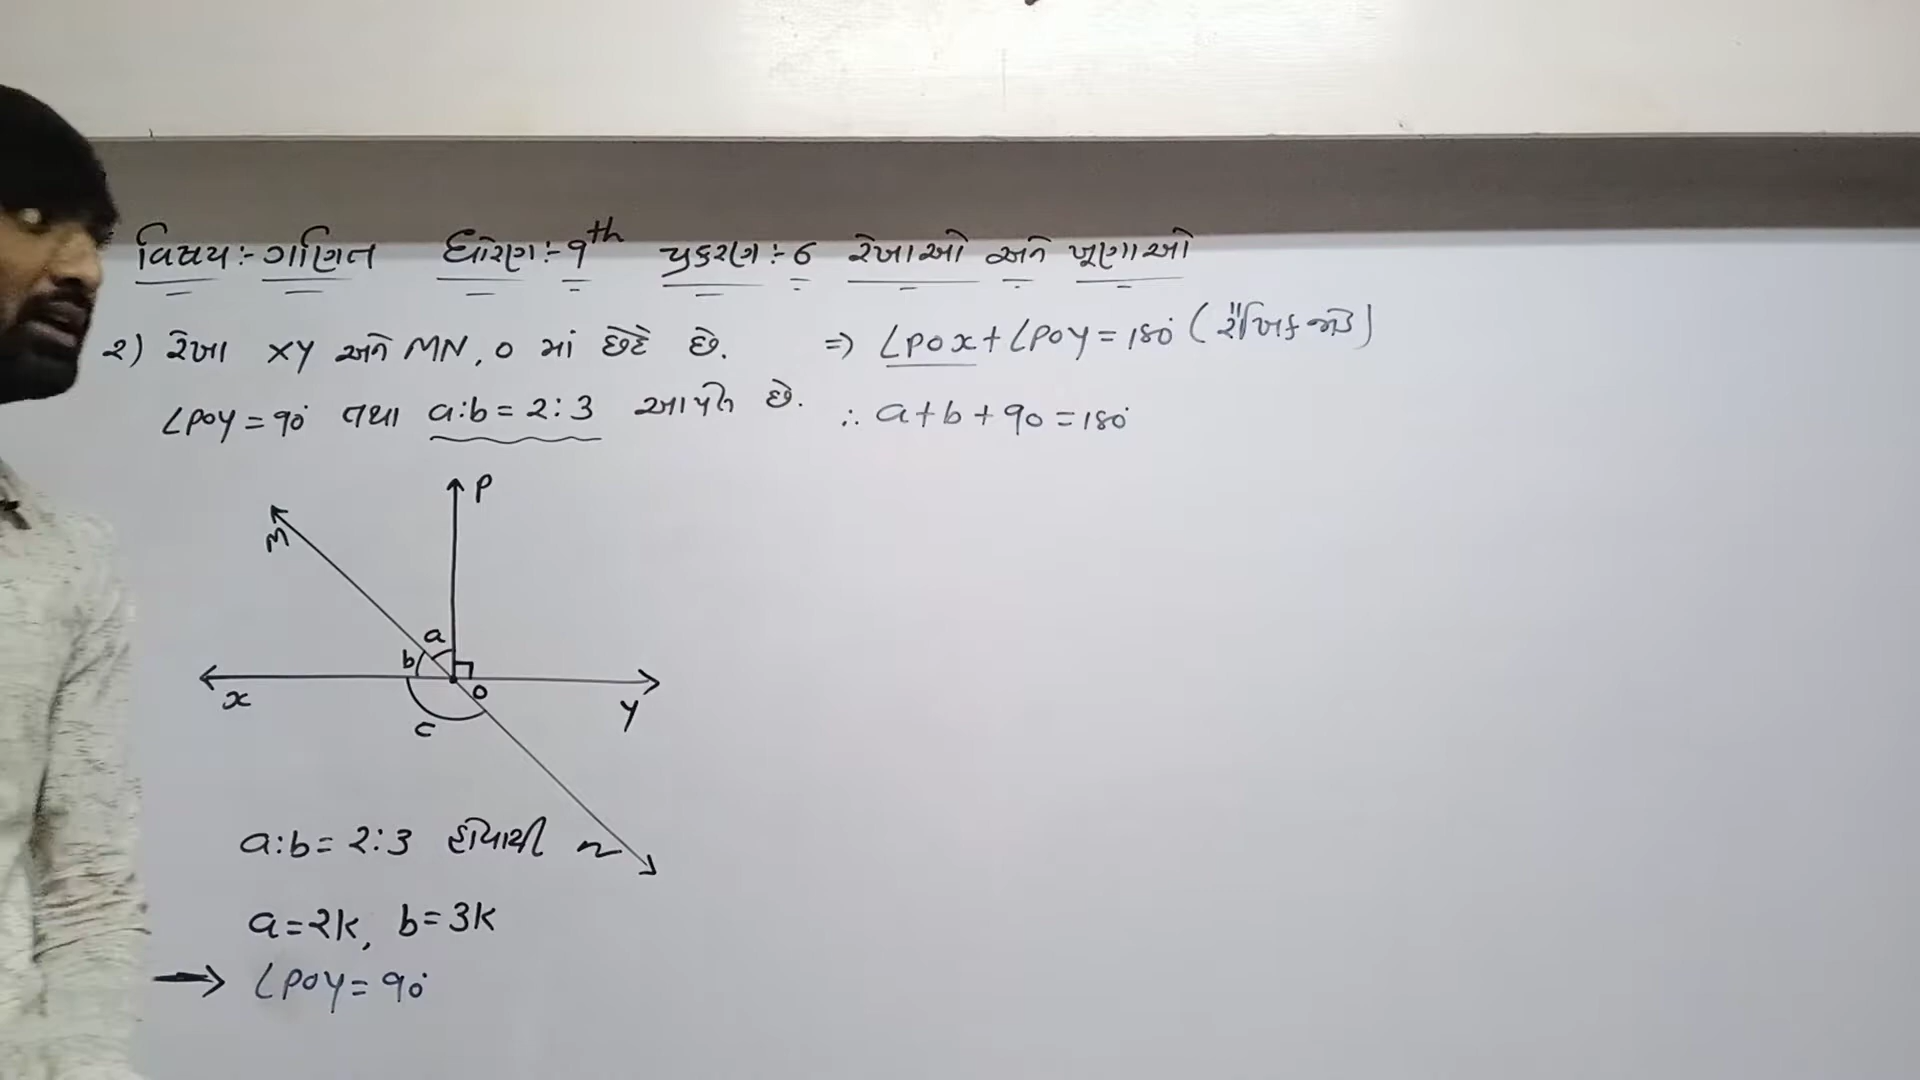 વિષય:- ગણિત ધોરણ:- 9th પ્રકરણ:- 6 રેખાઓ અને ખૂણાઓ
૨) રેખા XY અને MN, O માં છેદે છે.
∠POY = 90° તથા a:b = 2:3 આપેલ છે.
⇒ ∠POX + ∠POY = 180° (રૈખિક જોડ)
∴ a + b + 90 = 180°
P
M
a
b
O
X
Y
C
N
a:b = 2:3 હોવાથી
a = 2K, b = 3K
→ ∠POY = 90°